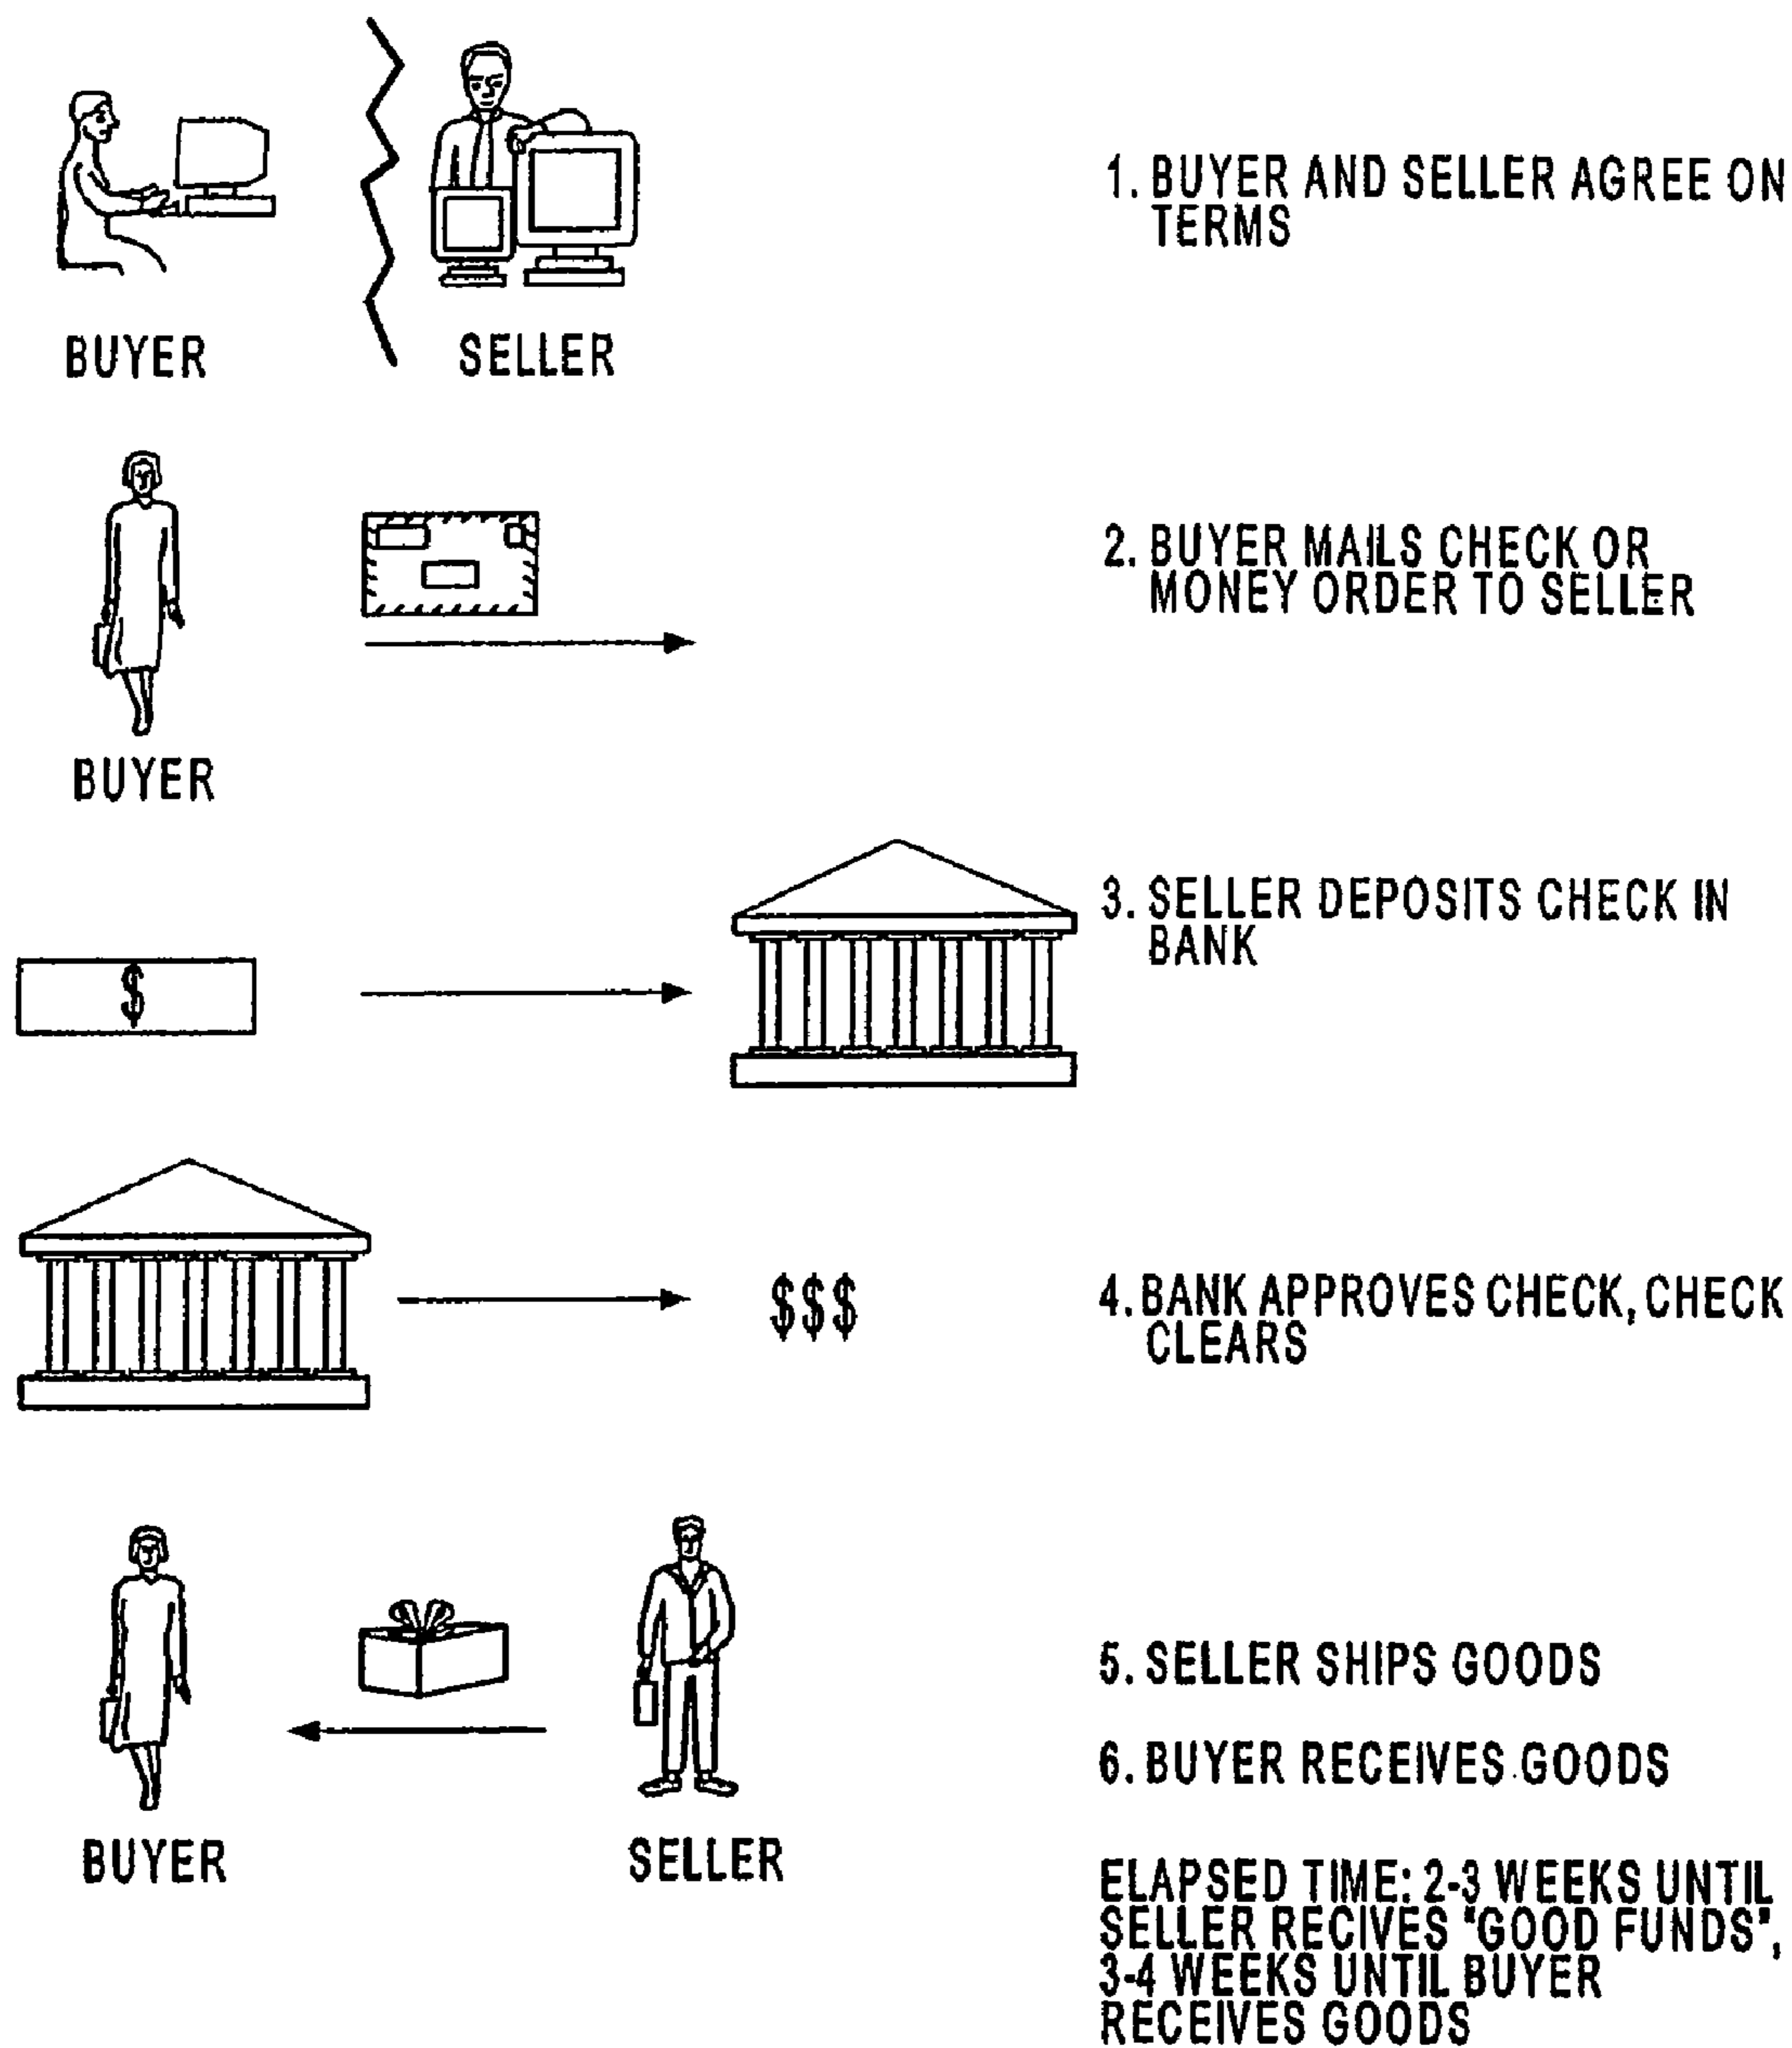 1. BUYER AND SELLER AGREE ON
TERMS
BUYER
SELLER
2. BUYER MAILS CHECK OR
MONEY ORDER TO SELLER
BUYER
3. SELLER DEPOSITS CHECK IN
BANK
$
4. BANK APPROVES CHECK, CHECK
CLEARS
$$$
5. SELLER SHIPS GOODS
6. BUYER RECEIVES GOODS
BUYER
SELLER
ELAPSED TIME: 2-3 WEEKS UNTIL
SELLER RECIVES "GOOD FUNDS",
3-4 WEEKS UNTIL BUYER
RECEIVES GOODS